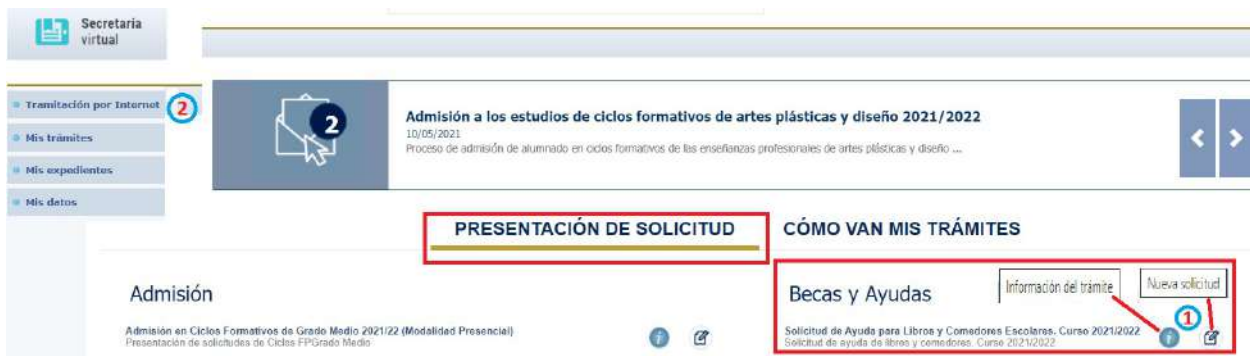 Secretaria
virtual
Tramitación por Internet
2
Mis trámites
Mis expedientes
Mis datos
2
Admisión a los estudios de ciclos formativos de artes plásticas y diseño 2021/2022
10/05/2021
Proceso de admisión de alumnado en ciclos formativos de las enseñanzas profesionales de artes plásticas y diseño ...
PRESENTACIÓN DE SOLICITUD
CÓMO VAN MIS TRÁMITES
Admisión
Admisión en Ciclos Formativos de Grado Medio 2021/22 (Modalidad Presencial)
Presentación de solicitudes de Ciclos FPGrado Medio
Becas y Ayudas
Información del trámite
Nueva solicitud
1
Solicitud de Ayuda para Libros y Comedores Escolares. Curso 2021/2022
Solicitud de ayuda de libros y comedores. Curso 2021/2022